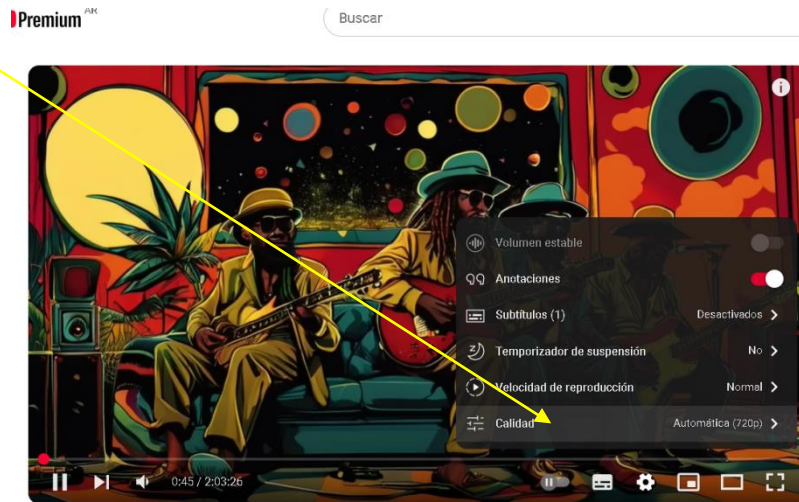 Premium AR
Buscar
Volumen estable
Anotaciones
Subtítulos (1) Desactivados
Temporizador de suspensión No
Velocidad de reproducción Normal
Calidad Automática (720p)
0:45 / 2:03:26